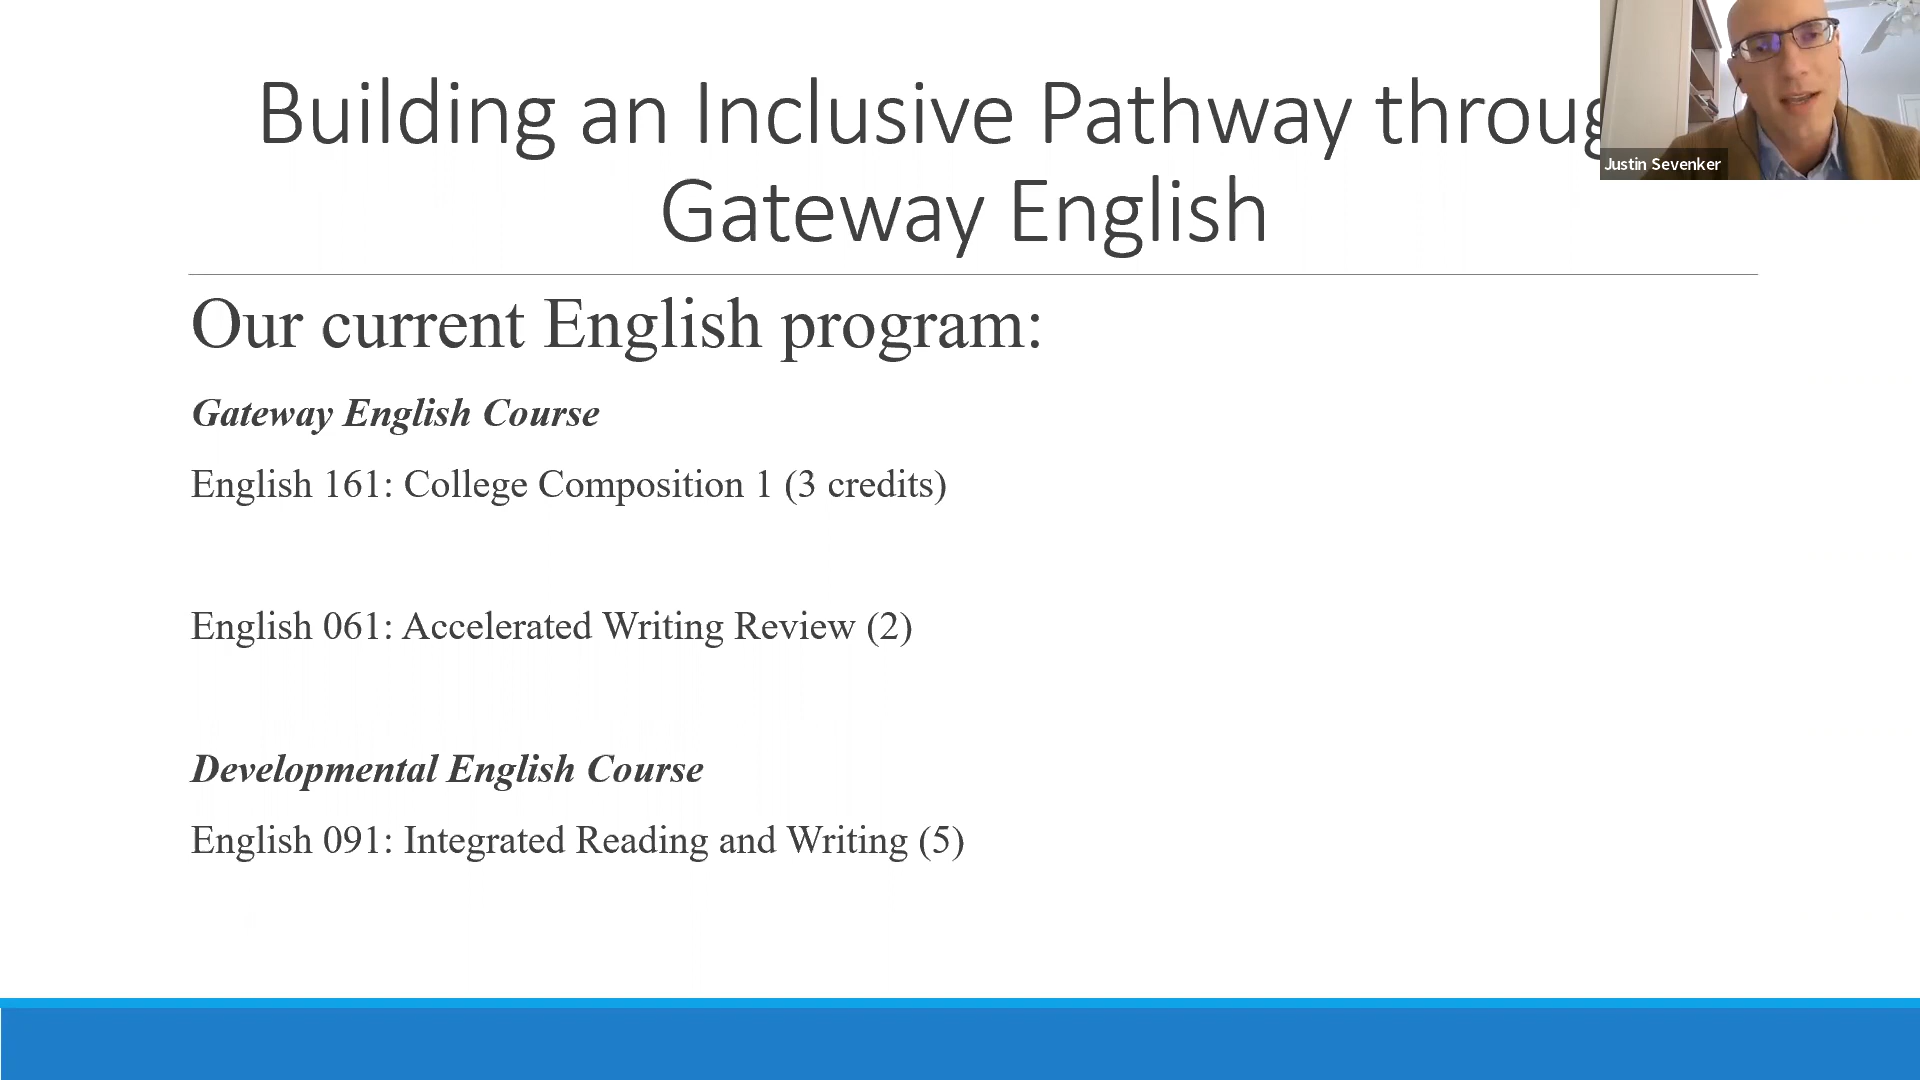 Building an Inclusive Pathway throug
Gateway English
Justin Sevenker
Our current English program:
Gateway English Course
English 161: College Composition 1 (3 credits)
English 061: Accelerated Writing Review (2)
Developmental English Course
English 091: Integrated Reading and Writing (5)